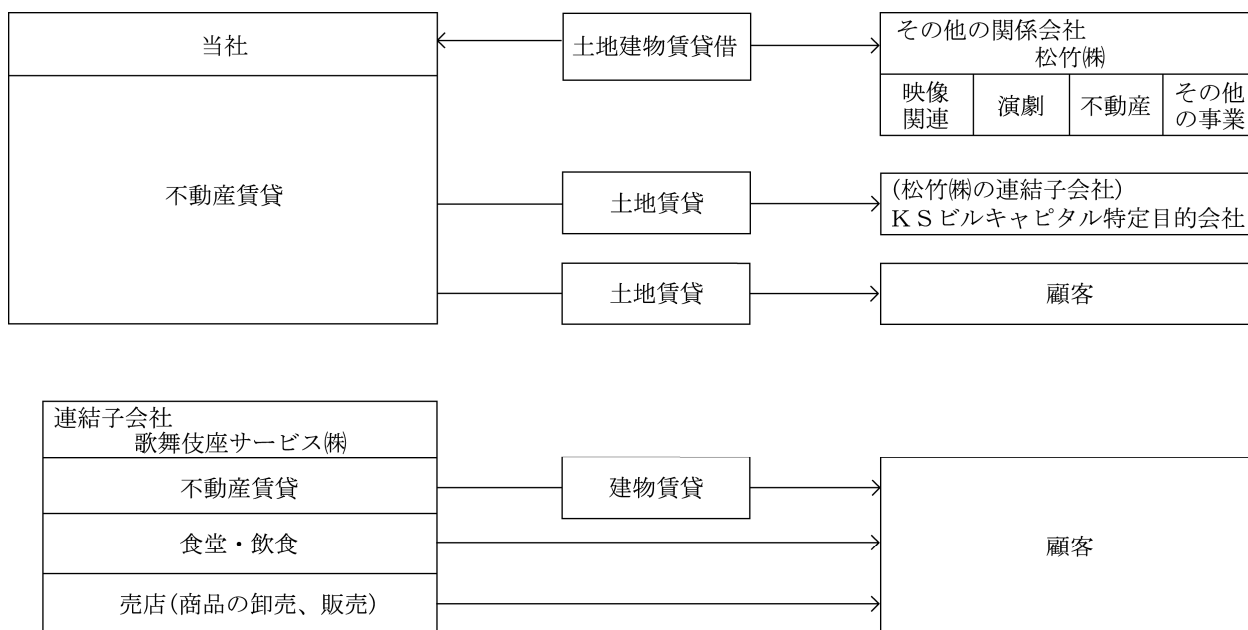 当社
土地建物賃貸借
その他の関係会社
松竹㈱
映像
関連
演劇
不動産
その他
の事業
不動産賃貸
土地賃貸
(松竹㈱の連結子会社)
KSビルキャピタル特定目的会社
土地賃貸
顧客
連結子会社
歌舞伎座サービス㈱
不動産賃貸
建物賃貸
食堂・飲食
顧客
売店(商品の卸売、販売)